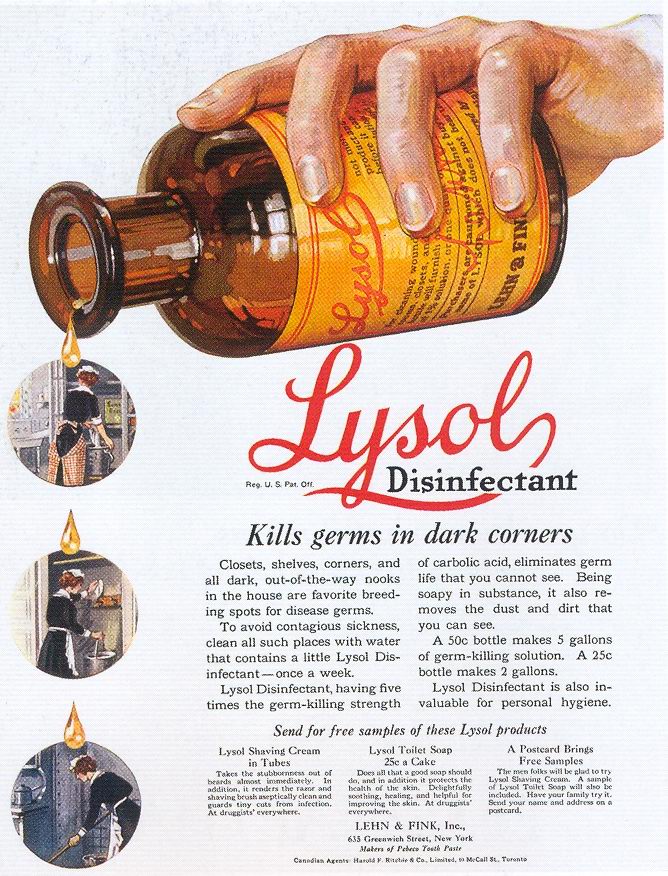 Lysol
LEHN & FINK
Lysol
Reg. U. S. Pat. Off.
Disinfectant
Kills germs in dark corners
Closets, shelves, corners, and
all dark, out-of-the-way nooks
in the house are favorite breed-
ing spots for disease germs.
To avoid contagious sickness,
clean all such places with water
that contains a little Lysol Dis-
infectant—once a week.
Lysol Disinfectant, having five
times the germ-killing strength
of carbolic acid, eliminates germ
life that you cannot see. Being
soapy in substance, it also re-
moves the dust and dirt that
you can see.
A 50c bottle makes 5 gallons
of germ-killing solution. A 25c
bottle makes 2 gallons.
Lysol Disinfectant is also in-
valuable for personal hygiene.
Send for free samples of these Lysol products
Lysol Shaving Cream
in Tubes
Takes the stubbornness out of
beards almost immediately. In
addition, it renders the razor and
shaving brush aseptically clean and
guards tiny cuts from infection.
At druggists' everywhere.
Lysol Toilet Soap
25c a Cake
Does all that a good soap should
do, and in addition it protects the
health of the skin. Delightfully
soothing, healing, and helpful for
improving the skin. At druggists'
everywhere.
A Postcard Brings
Free Samples
The men folks will be glad to try
Lysol Shaving Cream. A sample
of Lysol Toilet Soap will also be
included. Have your family try it.
Send your name and address on a
postcard.
LEHN & FINK, Inc.,
635 Greenwich Street, New York
Makers of Pebeco Tooth Paste
Canadian Agents: Harold F. Ritchie & Co., Limited, 10 McCall St., Toronto